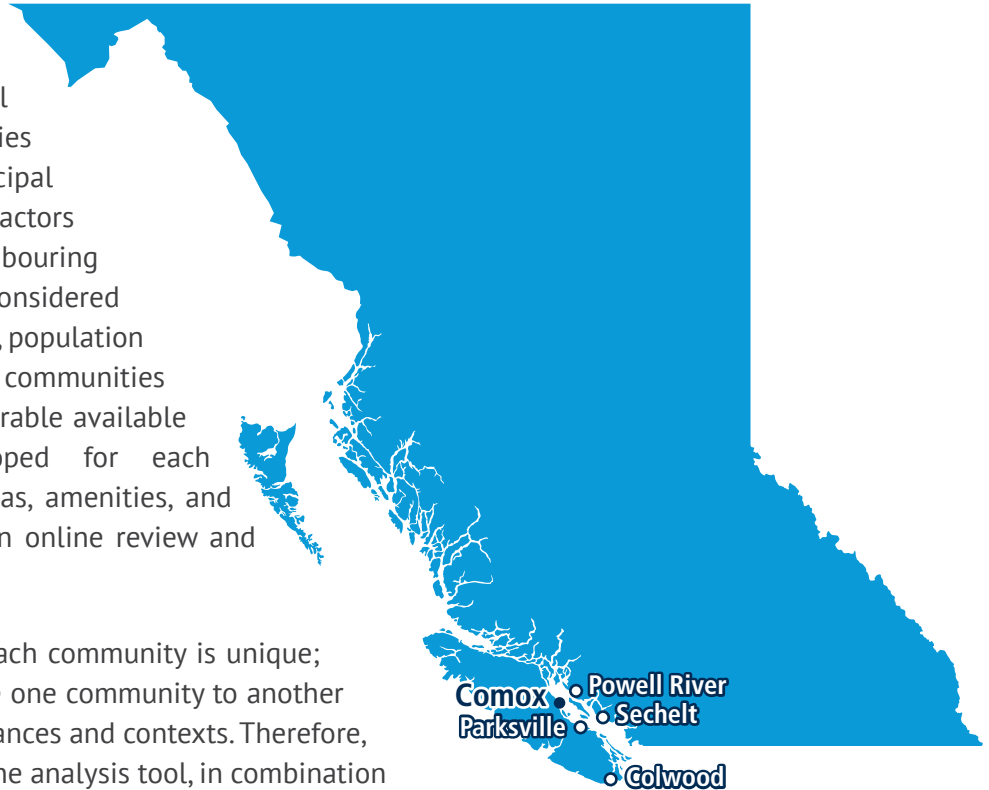 l
ies
cipal
actors
bouring
onsidered
, population
communities
rable available
pped for each
as, amenities, and
n online review and
ach community is unique;
e one community to another
ances and contexts. Therefore,
ne analysis tool, in combination
Powell River
Comox
Sechelt
Parksville
Colwood